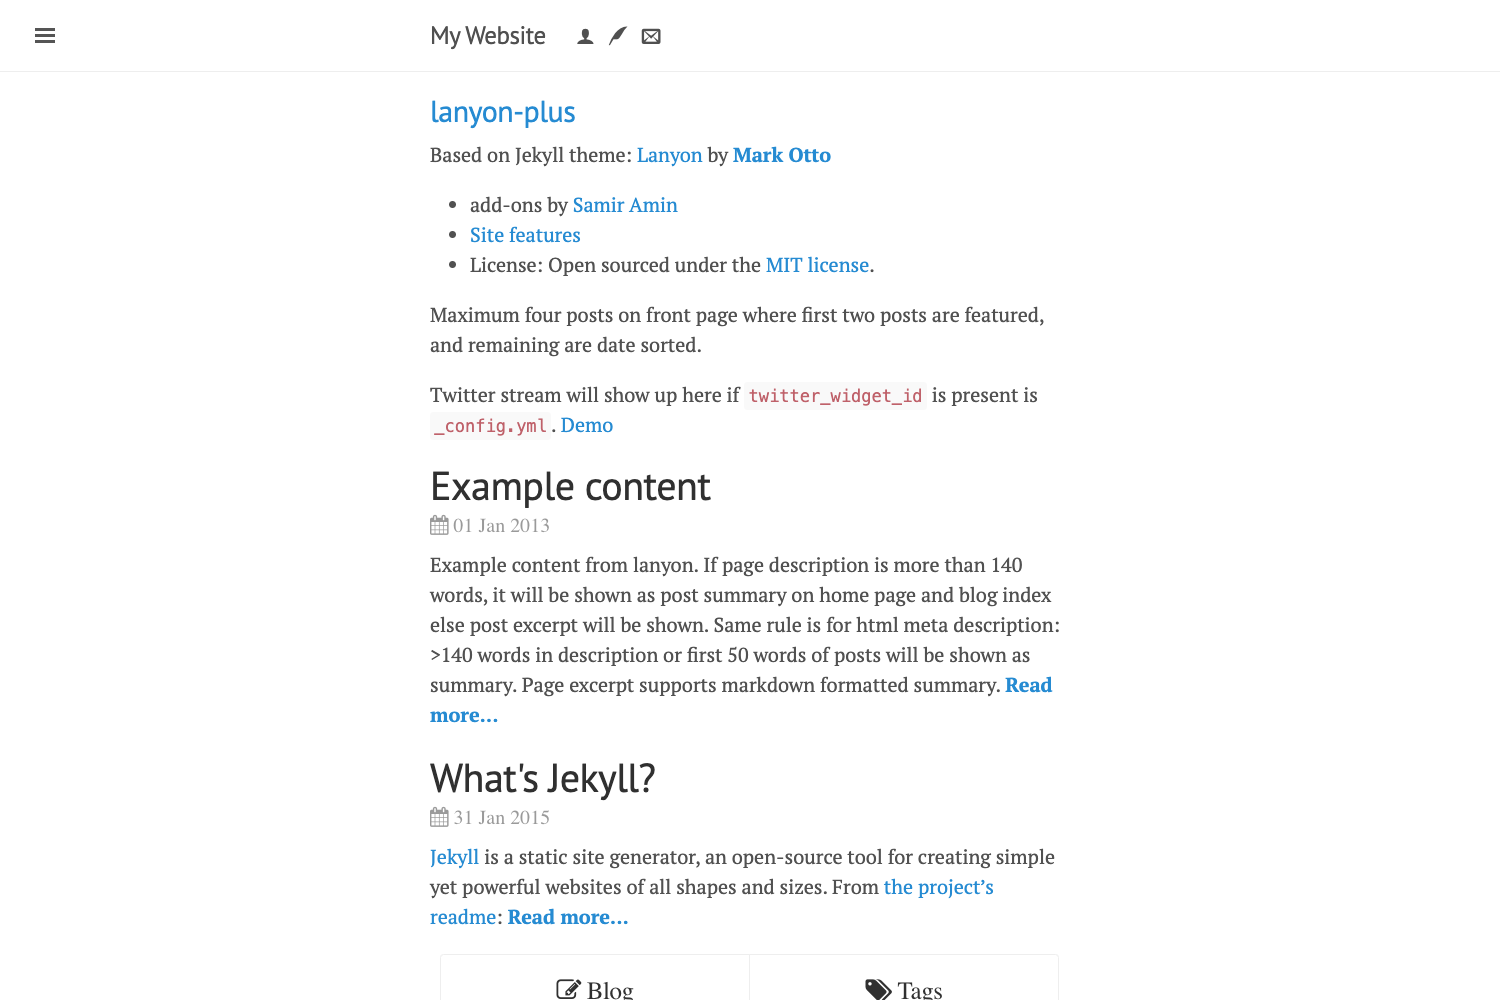 My Website
lanyon-plus
Based on Jekyll theme: Lanyon by Mark Otto
add-ons by Samir Amin
Site features
License: Open sourced under the MIT license.
Maximum four posts on front page where first two posts are featured,
and remaining are date sorted.
Twitter stream will show up here if twitter_widget_id is present is
_config.yml. Demo
Example content
01 Jan 2013
Example content from lanyon. If page description is more than 140
words, it will be shown as post summary on home page and blog index
else post excerpt will be shown. Same rule is for html meta description:
>140 words in description or first 50 words of posts will be shown as
summary. Page excerpt supports markdown formatted summary. Read
more...
What's Jekyll?
31 Jan 2015
Jekyll is a static site generator, an open-source tool for creating simple
yet powerful websites of all shapes and sizes. From the project’s
readme: Read more...
Blog
Tags